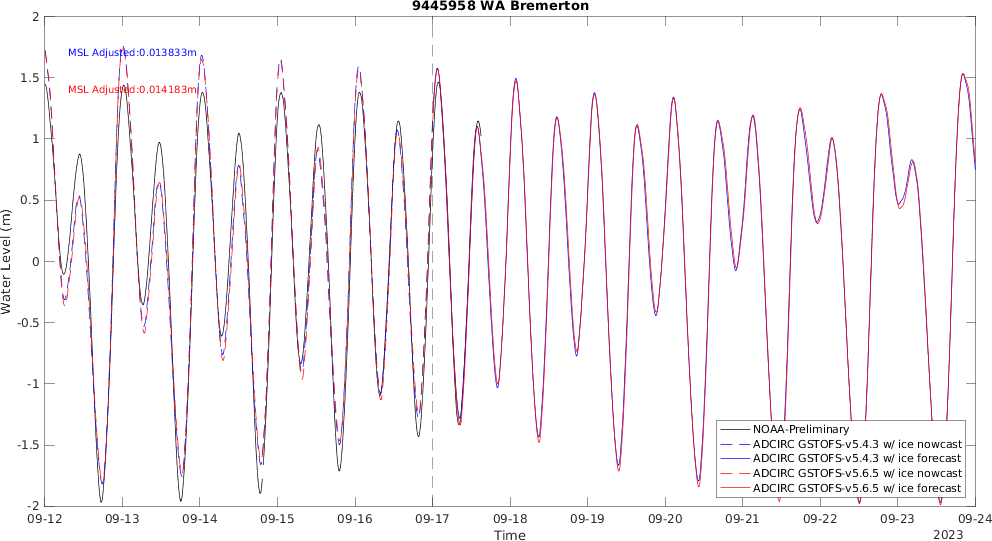 9445958 WA Bremerton
MSL Adjusted:0.013833m
MSL Adjusted:0.014183m
Water Level (m)
2
1.5
1
0.5
0
-0.5
-1
-1.5
-2
NOAA-Preliminary
ADCIRC GSTOFS-v5.4.3 w/ ice nowcast
ADCIRC GSTOFS-v5.4.3 w/ ice forecast
ADCIRC GSTOFS-v5.6.5 w/ ice nowcast
ADCIRC GSTOFS-v5.6.5 w/ ice forecast
09-12 09-13 09-14 09-15 09-16 09-17 09-18 09-19 09-20 09-21 09-22 09-23 09-24
Time
2023